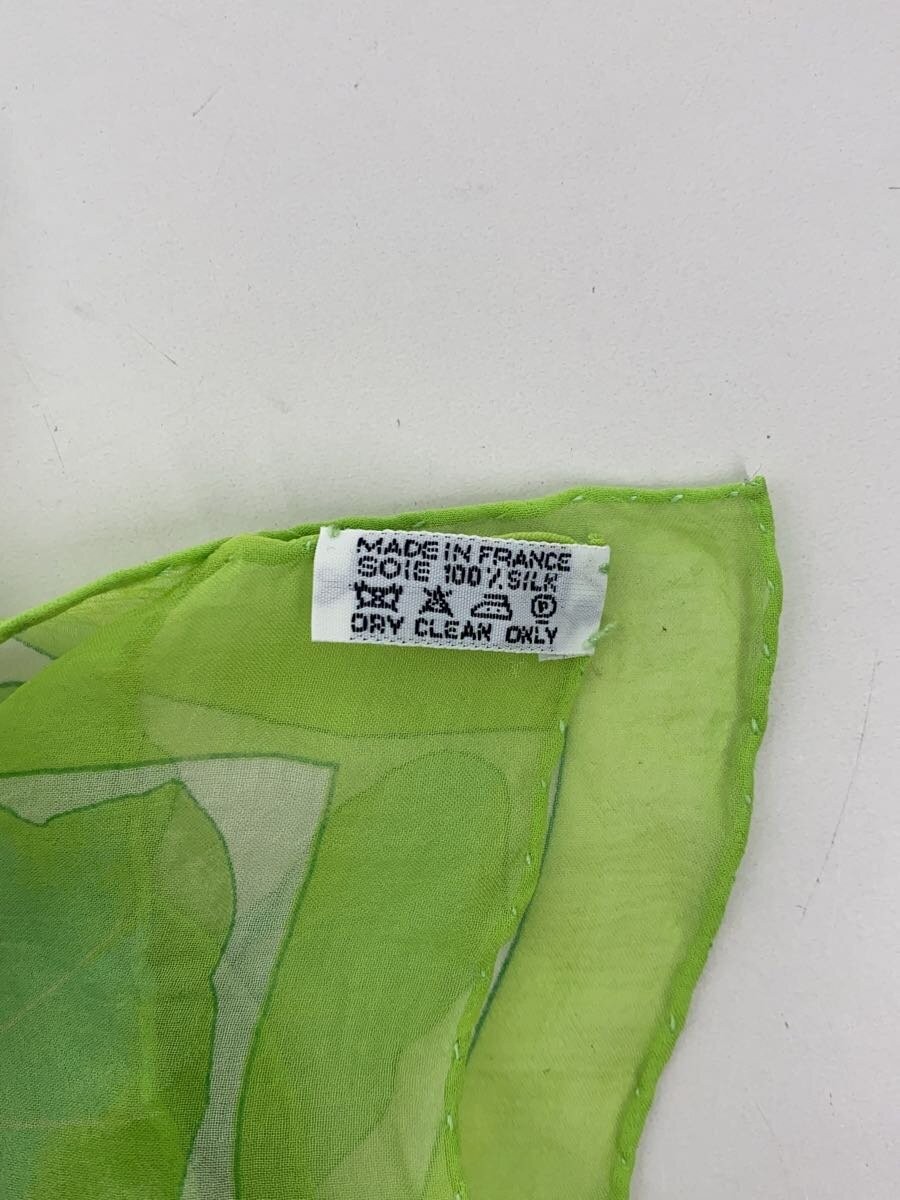 MADE IN FRANCE
SOIE 100% SILK
P
DRY CLEAN ONLY